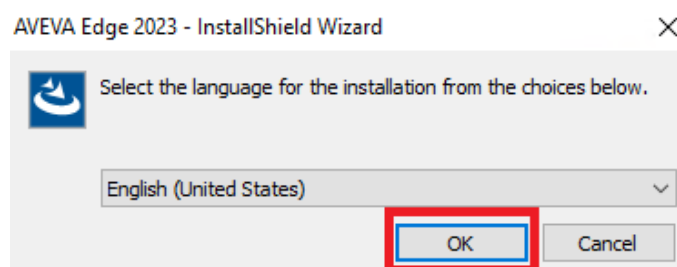 AVEVA Edge 2023 - InstallShield Wizard
Select the language for the installation from the choices below.
English (United States)
OK Cancel